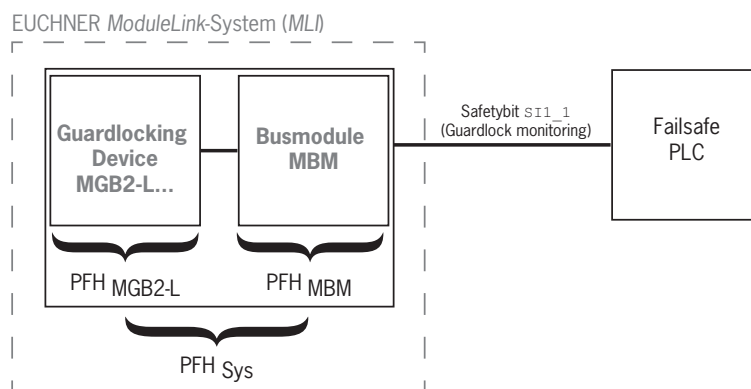 EUCHNER ModuleLink-System (MLI)
Guardlocking
Device
MGB2-L...
Busmodule
MBM
Safetybit SI1_1
(Guardlock monitoring)
Failsafe
PLC
PFH MGB2-L
PFH MBM
PFH Sys